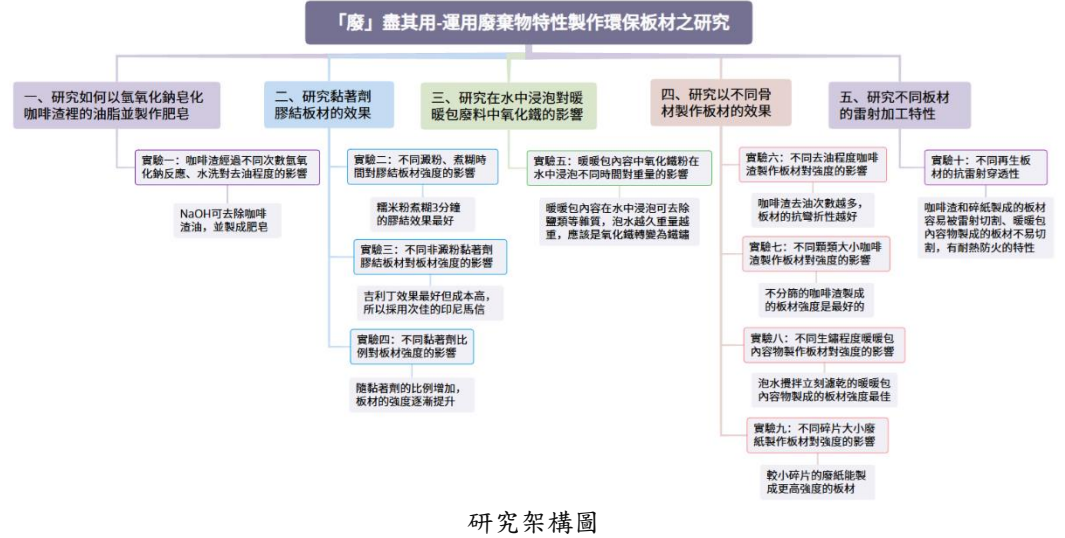 「廢」盡其用-運用廢棄物特性製作環保板材之研究
一、研究如何以氫氧化鈉皂化
咖啡渣裡的油脂並製作肥皂
實驗一：咖啡渣經過不同次數氫氧
化鈉反應、水洗對去油程度的影響
NaOH可去除咖啡
渣油，並製成肥皂
二、研究黏著劑
膠結板材的效果
實驗二：不同澱粉、煮糊時
間對膠結板材強度的影響
糯米粉煮糊3分鐘
的膠結效果最好
實驗三：不同非澱粉黏著劑
膠結板材對板材強度的影響
吉利丁效果最好但成本高，
所以採用次佳的印尼馬信
實驗四：不同黏著劑比
例對板材強度的影響
隨黏著劑的比例增加，
板材的強度逐漸提升
三、研究在水中浸泡對暖
暖包廢料中氧化鐵的影響
實驗五：暖暖包內容中氧化鐵粉在
水中浸泡不同時間對重量的影響
暖暖包內容在水中浸泡可去除
鹽類等雜質，泡水越久重量越
重，應該是氧化鐵轉變為鐵鏽
四、研究以不同骨
材製作板材的效果
實驗六：不同去油程度咖啡
渣製作板材對強度的影響
咖啡渣去油次數越多，
板材的抗彎折性越好
實驗七：不同顆類大小咖啡
渣製作板材對強度的影響
不分篩的咖啡渣製成
的板材強度是最好的
實驗八：不同生鏽程度暖暖包
內容物製作板材對強度的影響
泡水攪拌立刻濾乾的暖暖包
內容物製成的板材強度最佳
實驗九：不同碎片大小廢
紙製作板材對強度的影響
較小碎片的廢紙能製
成更高強度的板材
五、研究不同板材
的雷射加工特性
實驗十：不同再生板
材的抗雷射穿透性
咖啡渣和碎紙製成的板材
容易被雷射切割、暖暖包
內容物製成的板材不易切
割，有耐熱防火的特性
研究架構圖